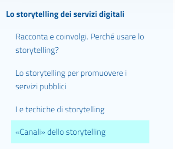 Lo storytelling dei servizi digitali
Racconta e coinvolgi. Perché usare lo
storytelling?
Lo storytelling per promuovere i
servizi pubblici
Le techiche di storytelling
«Canali» dello storytelling